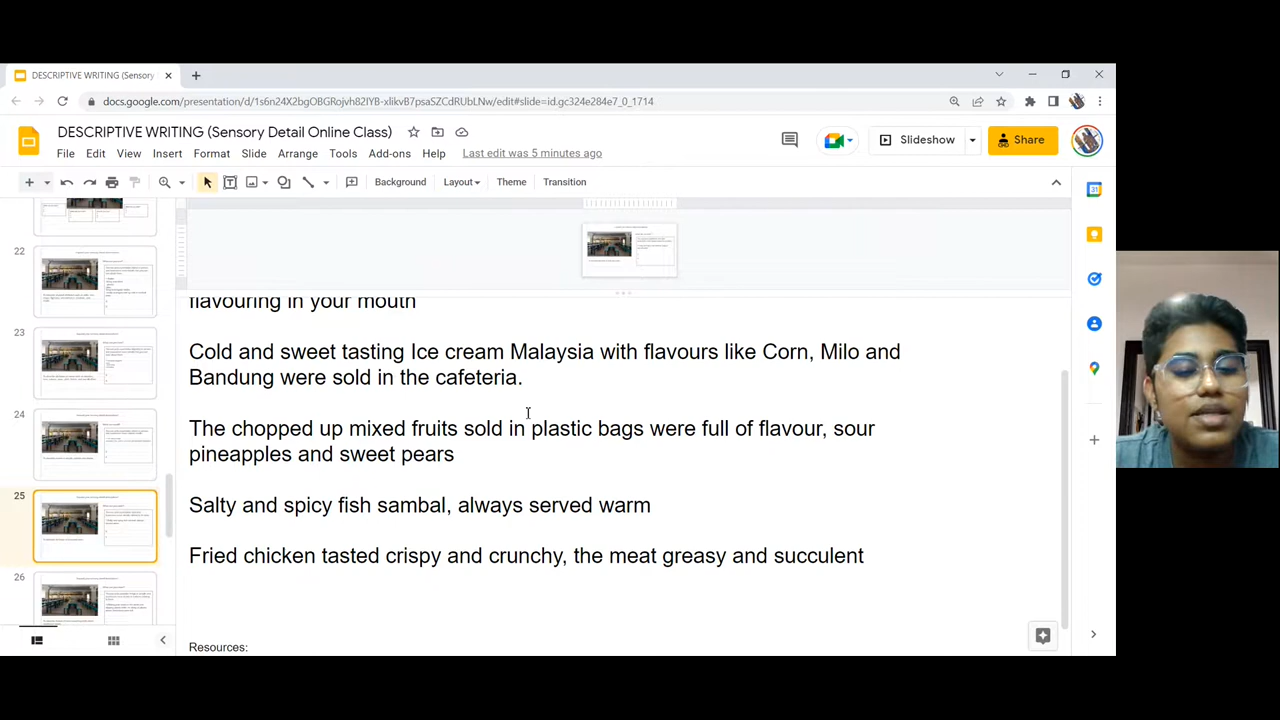 DESCRIPTIVE WRITING (Sensory
docs.google.com/presentation/d/1s6n24X2bgOBGRojvh82IYB-xlikvB7psaSZCdRUbLNw/edit#slide=id.gc324e284e7_0_1714
DESCRIPTIVE WRITING (Sensory Detail Online Class)
Slideshow
Share
File Edit View Insert Format Slide Arrange Tools Add-ons Help Last edit was 5 minutes ago
Background Layout Theme Transition
22
23
24
25
26
flavouring in your mouth
Cold and sweet tasting Ice cream Malaysia with flavours like Corn, Milo and
Bandung were sold in the cafeteria.
The chopped up mixed fruits sold in plastic bags were full of flavour, sour
pineapples and sweet pears
Salty and spicy fish sambal, always served warm
Fried chicken tasted crispy and crunchy, the meat greasy and succulent
Resources: